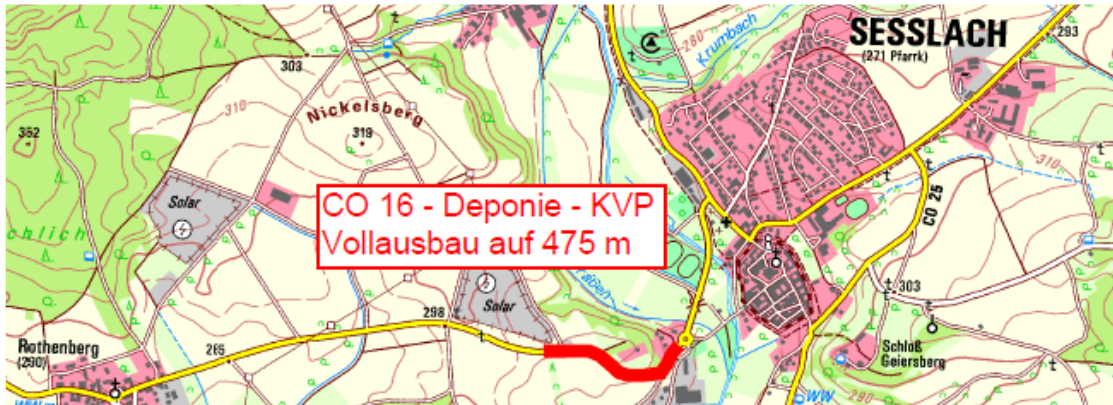 SESSLACH
(271 Pfarrk)
293
280
Krumbach
303
310
Nickelsberg
319
352
310
Solar
CO 16 - Deponie - KVP
Vollausbau auf 475 m
CO 25
Solar
298
303
Rothenberg
(290)
265
Schloß
Geiersberg
WW